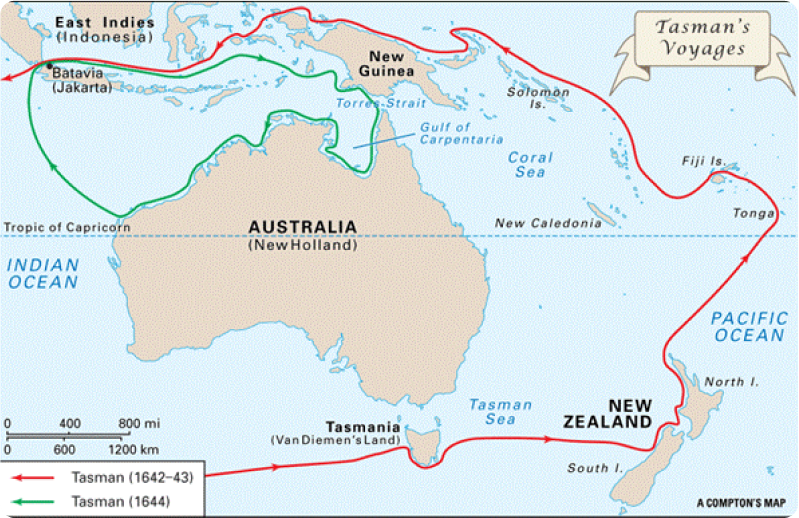 East Indies
(Indonesia)
Tasman's
Voyages
New
Guinea
Batavia
(Jakarta)
Solomon
Is.
Torres Strait
Gulf of
Carpentaria
Coral
Sea
Fiji Is.
Tonga
New Caledonia
Tropic of Capricorn
AUSTRALIA
(New Holland)
INDIAN
OCEAN
PACIFIC
OCEAN
North I.
NEW
ZEALAND
Tasman
Sea
Tasmania
(Van Diemen's Land)
South I.
0 400 800 mi
0 600 1200 km
Tasman (1642–43)
Tasman (1644)
A COMPTON'S MAP